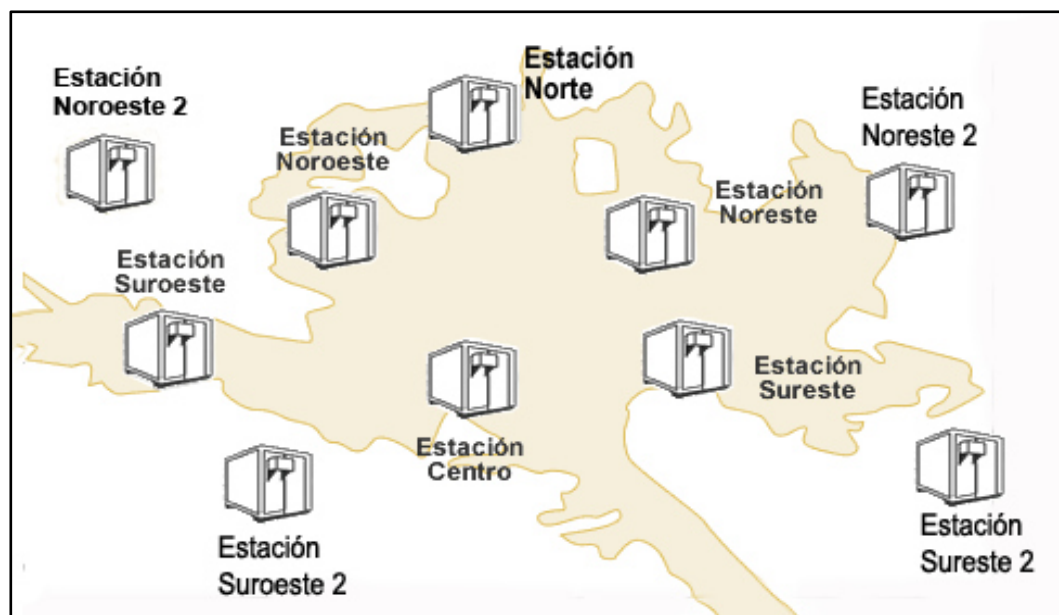 Estación
Noroeste 2
Estación
Norte
Estación
Noreste 2
Estación
Noroeste
Estación
Noreste
Estación
Suroeste
Estación
Sureste
Estación
Centro
Estación
Suroeste 2
Estación
Sureste 2